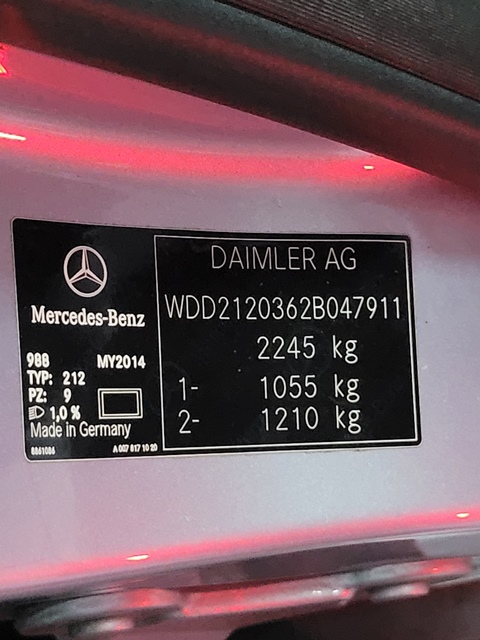 Mercedes-Benz
988 MY2014
TYP: 212
PZ: 9
1,0 %
Made in Germany
8861086 A 007 817 10 20
DAIMLER AG
WDD2120362B047911
2245 kg
1- 1055 kg
2- 1210 kg